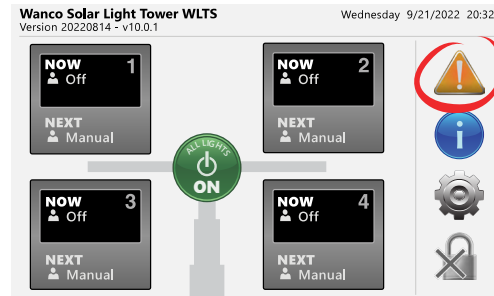 Wanco Solar Light Tower WLTS
Wednesday 9/21/2022 20:32
Version 20220814 - v10.0.1
NOW 1
Off
NEXT
Manual
NOW 2
Off
NEXT
Manual
ALL LIGHTS
ON
NOW 3
Off
NEXT
Manual
NOW 4
Off
NEXT
Manual
i